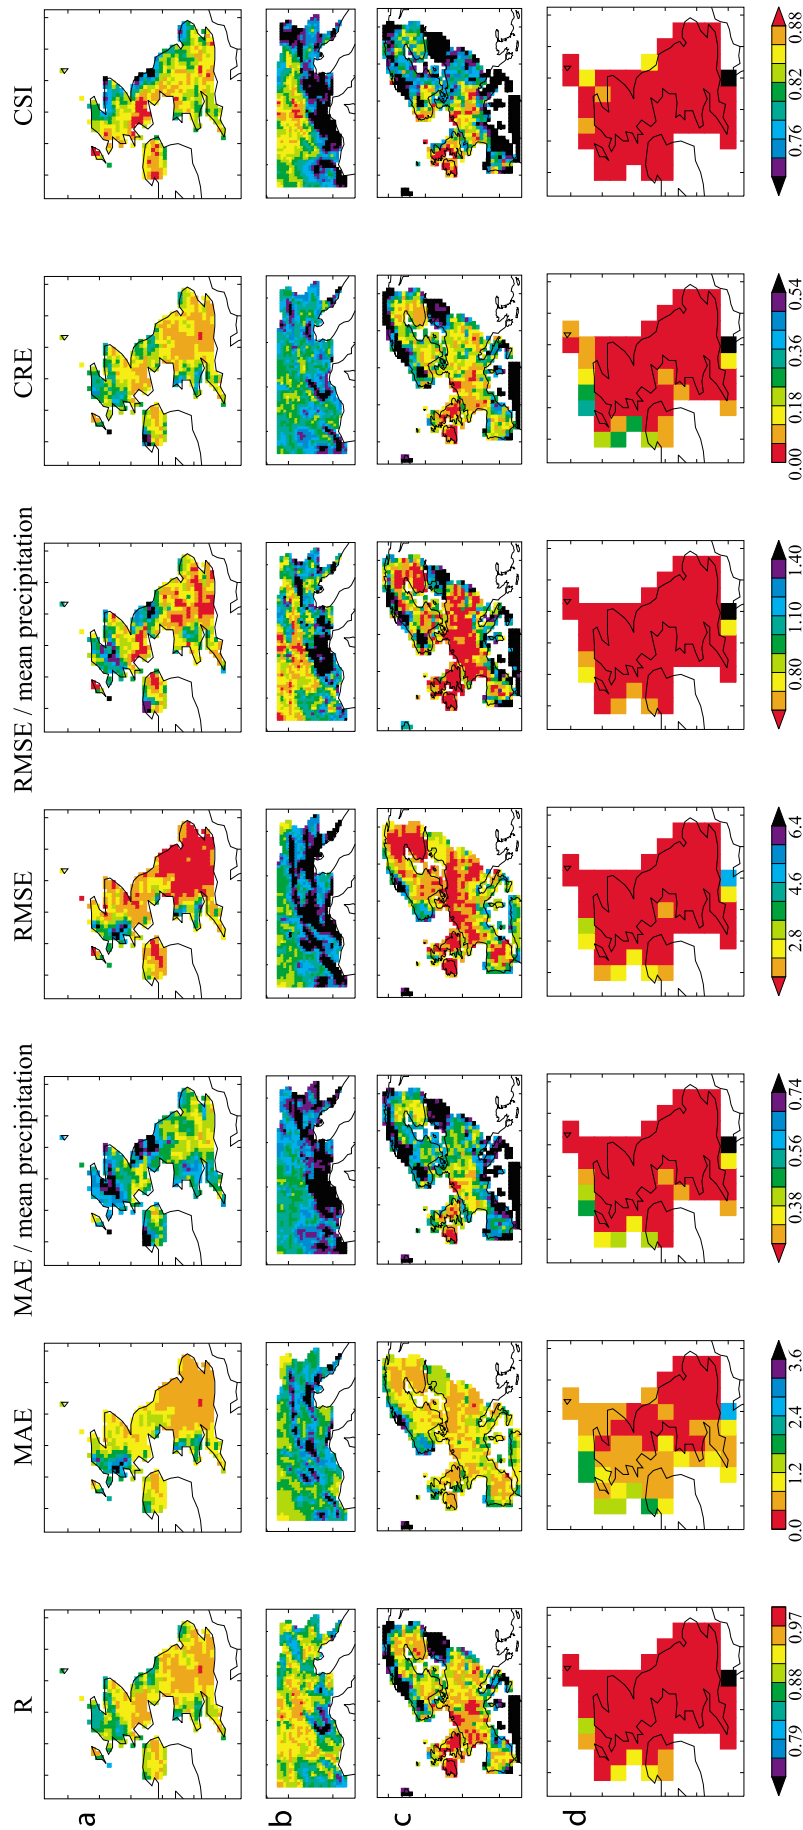 R MAE MAE / mean precipitation RMSE RMSE / mean precipitation CRE CSI
a
b
c
d
0.79 0.88 0.97 0.0 1.2 2.4 3.6 0.38 0.56 0.74 2.8 4.6 6.4 0.80 1.10 1.40 0.00 0.18 0.36 0.54 0.76 0.82 0.88